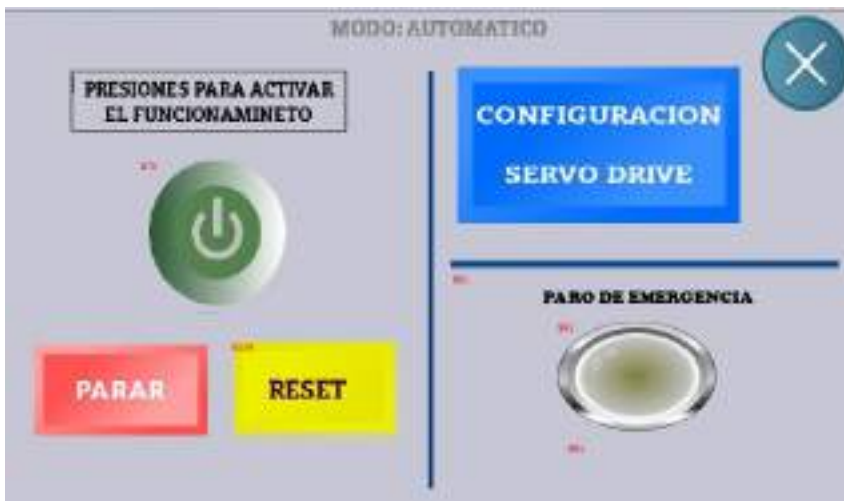 MODO: AUTOMATICO
PRESIONES PARA ACTIVAR
EL FUNCIONAMINETO
CONFIGURACION
SERVO DRIVE
PARO DE EMERGENCIA
PARAR
RESET